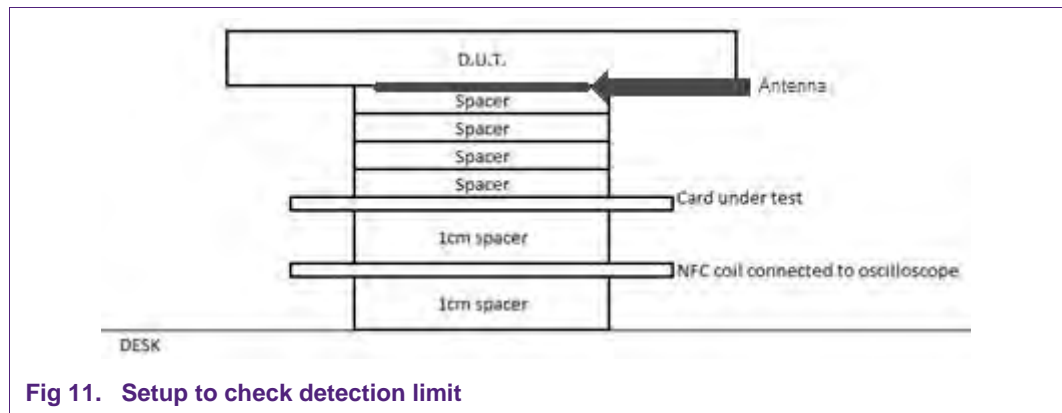 D.U.T.
Antenna
Spacer
Spacer
Spacer
Spacer
Card under test
1cm spacer
NFC coil connected to oscilloscope
1cm spacer
DESK
Fig 11. Setup to check detection limit